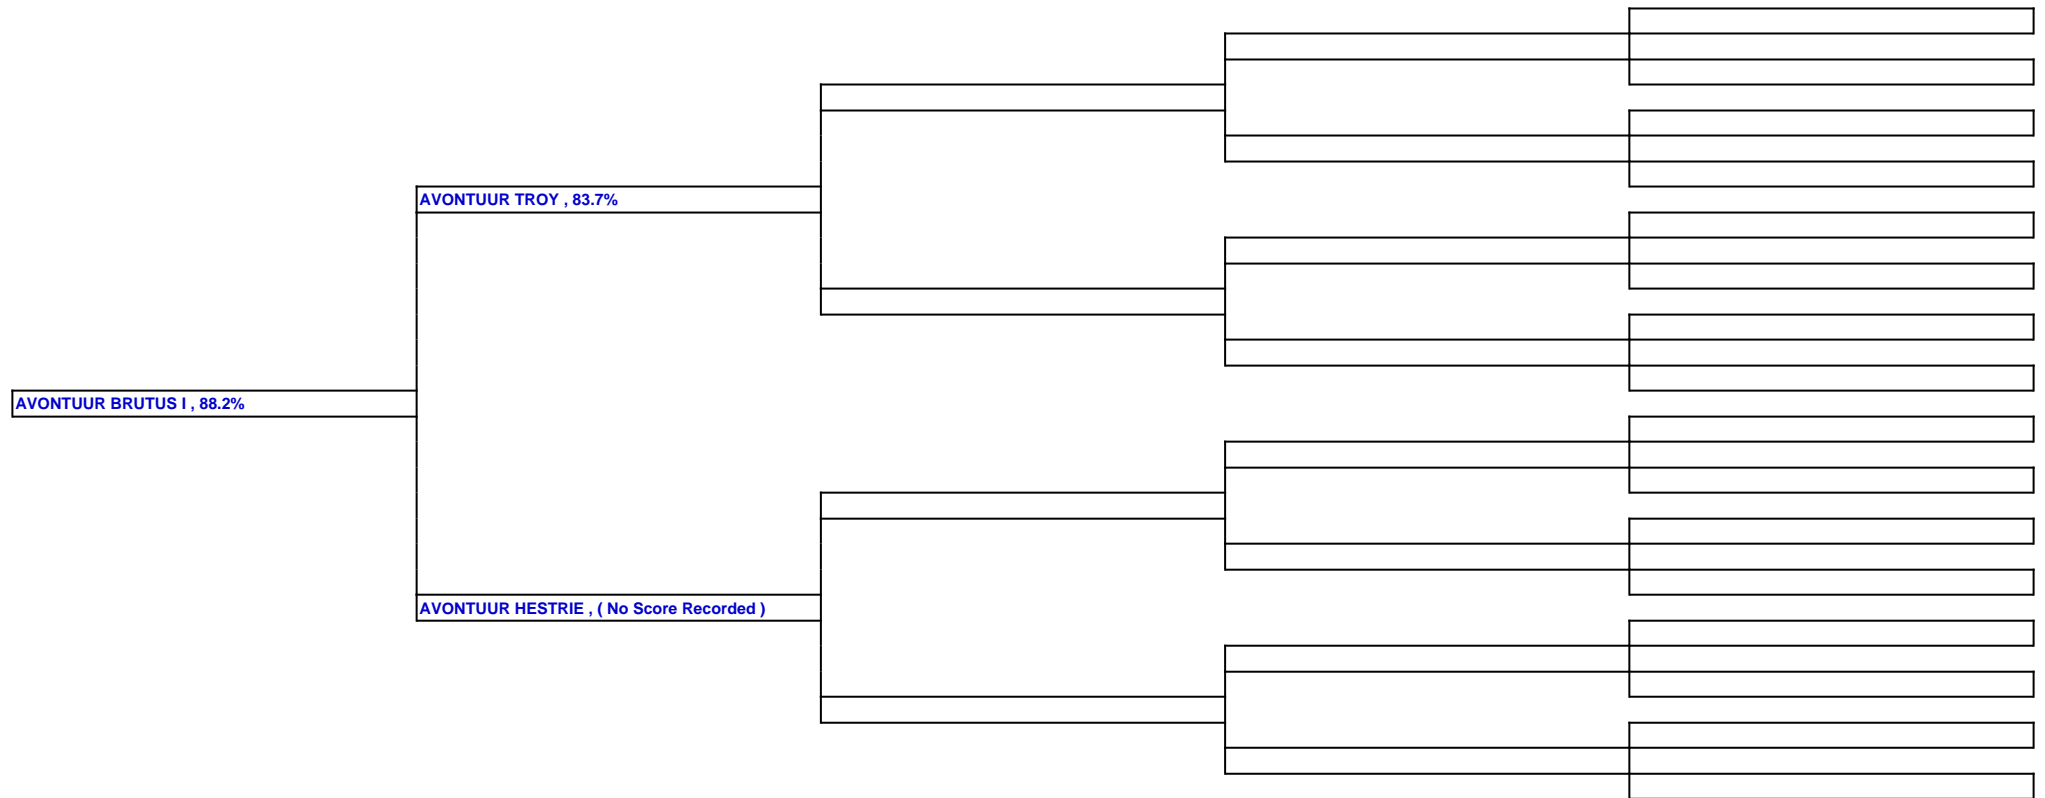 AVONTUUR TROY , 83.7%
AVONTUUR BRUTUS I , 88.2%
AVONTUUR HESTRIE , ( No Score Recorded )